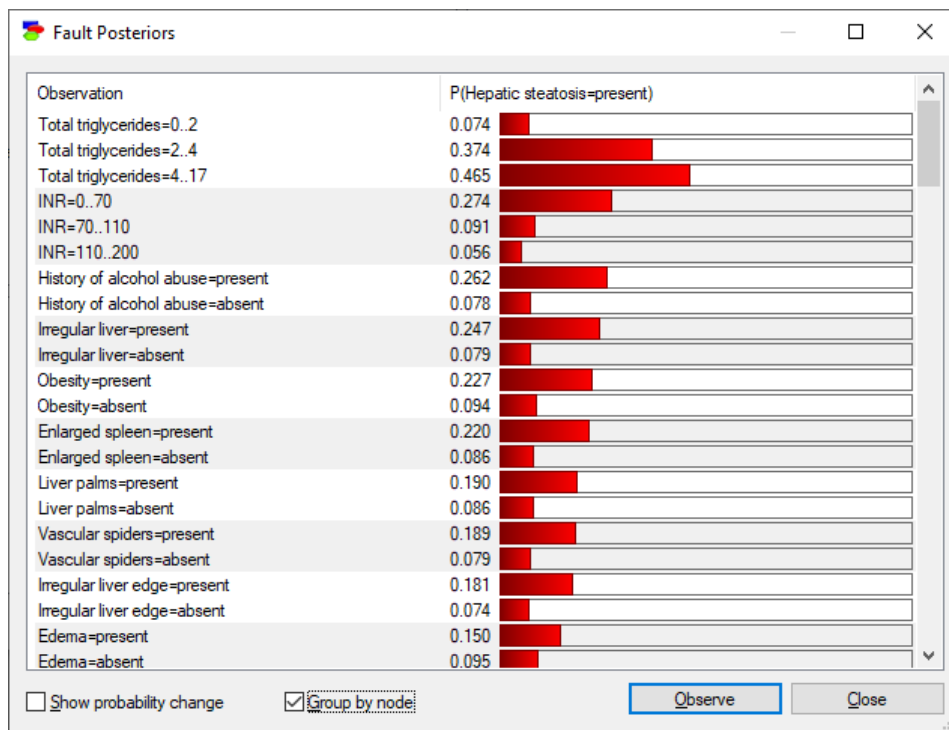 Fault Posteriors
Observation P(Hepatic steatosis=present)
Total triglycerides=0..2 0.074
Total triglycerides=2..4 0.374
Total triglycerides=4..17 0.465
INR=0..70 0.274
INR=70..110 0.091
INR=110..200 0.056
History of alcohol abuse=present 0.262
History of alcohol abuse=absent 0.078
Irregular liver=present 0.247
Irregular liver=absent 0.079
Obesity=present 0.227
Obesity=absent 0.094
Enlarged spleen=present 0.220
Enlarged spleen=absent 0.086
Liver palms=present 0.190
Liver palms=absent 0.086
Vascular spiders=present 0.189
Vascular spiders=absent 0.079
Irregular liver edge=present 0.181
Irregular liver edge=absent 0.074
Edema=present 0.150
Edema=absent 0.095
Show probability change Group by node Observe Close